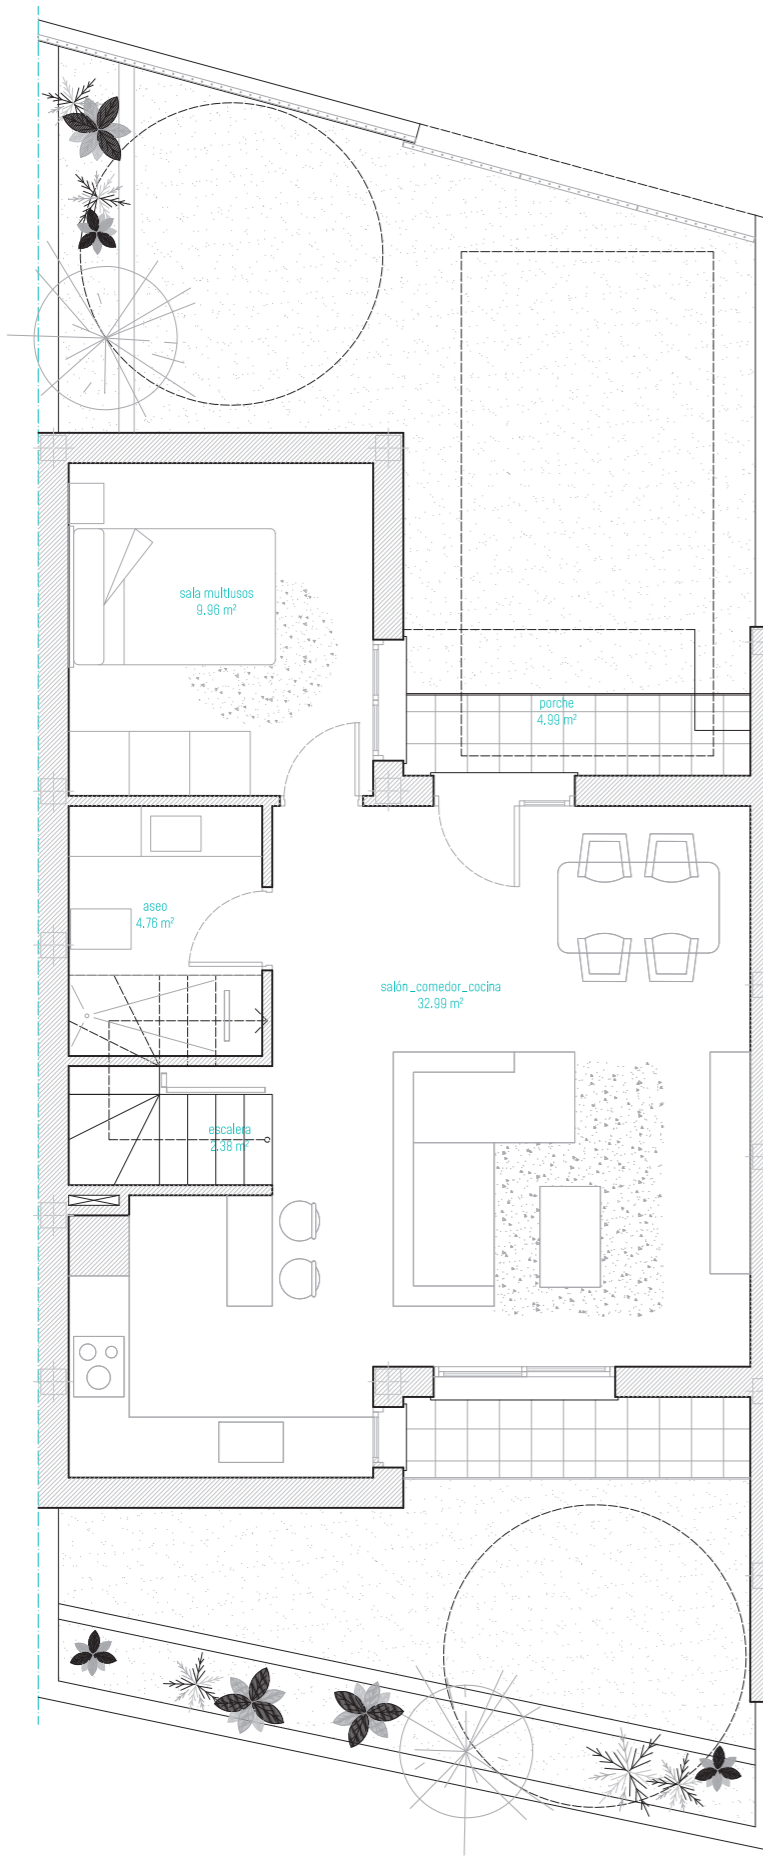 sala multiusos
9.96 m²
porche
4.99 m²
aseo
4.76 m²
salón_comedor_cocina
32.99 m²
escalera
2.38 m²